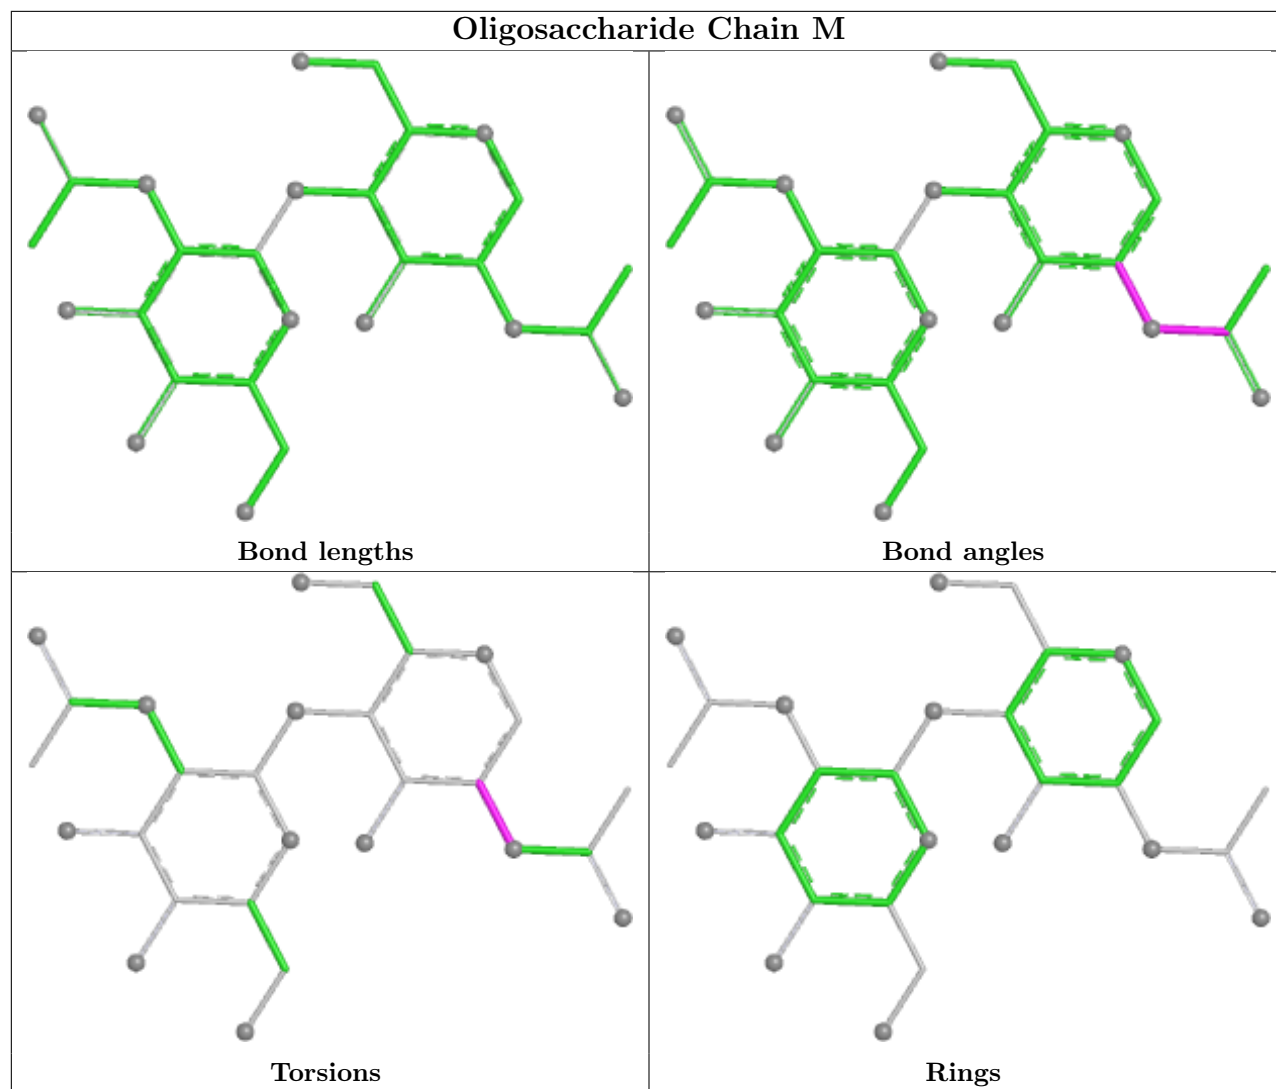 Oligosaccharide Chain M
Bond lengths
Bond angles
Torsions
Rings